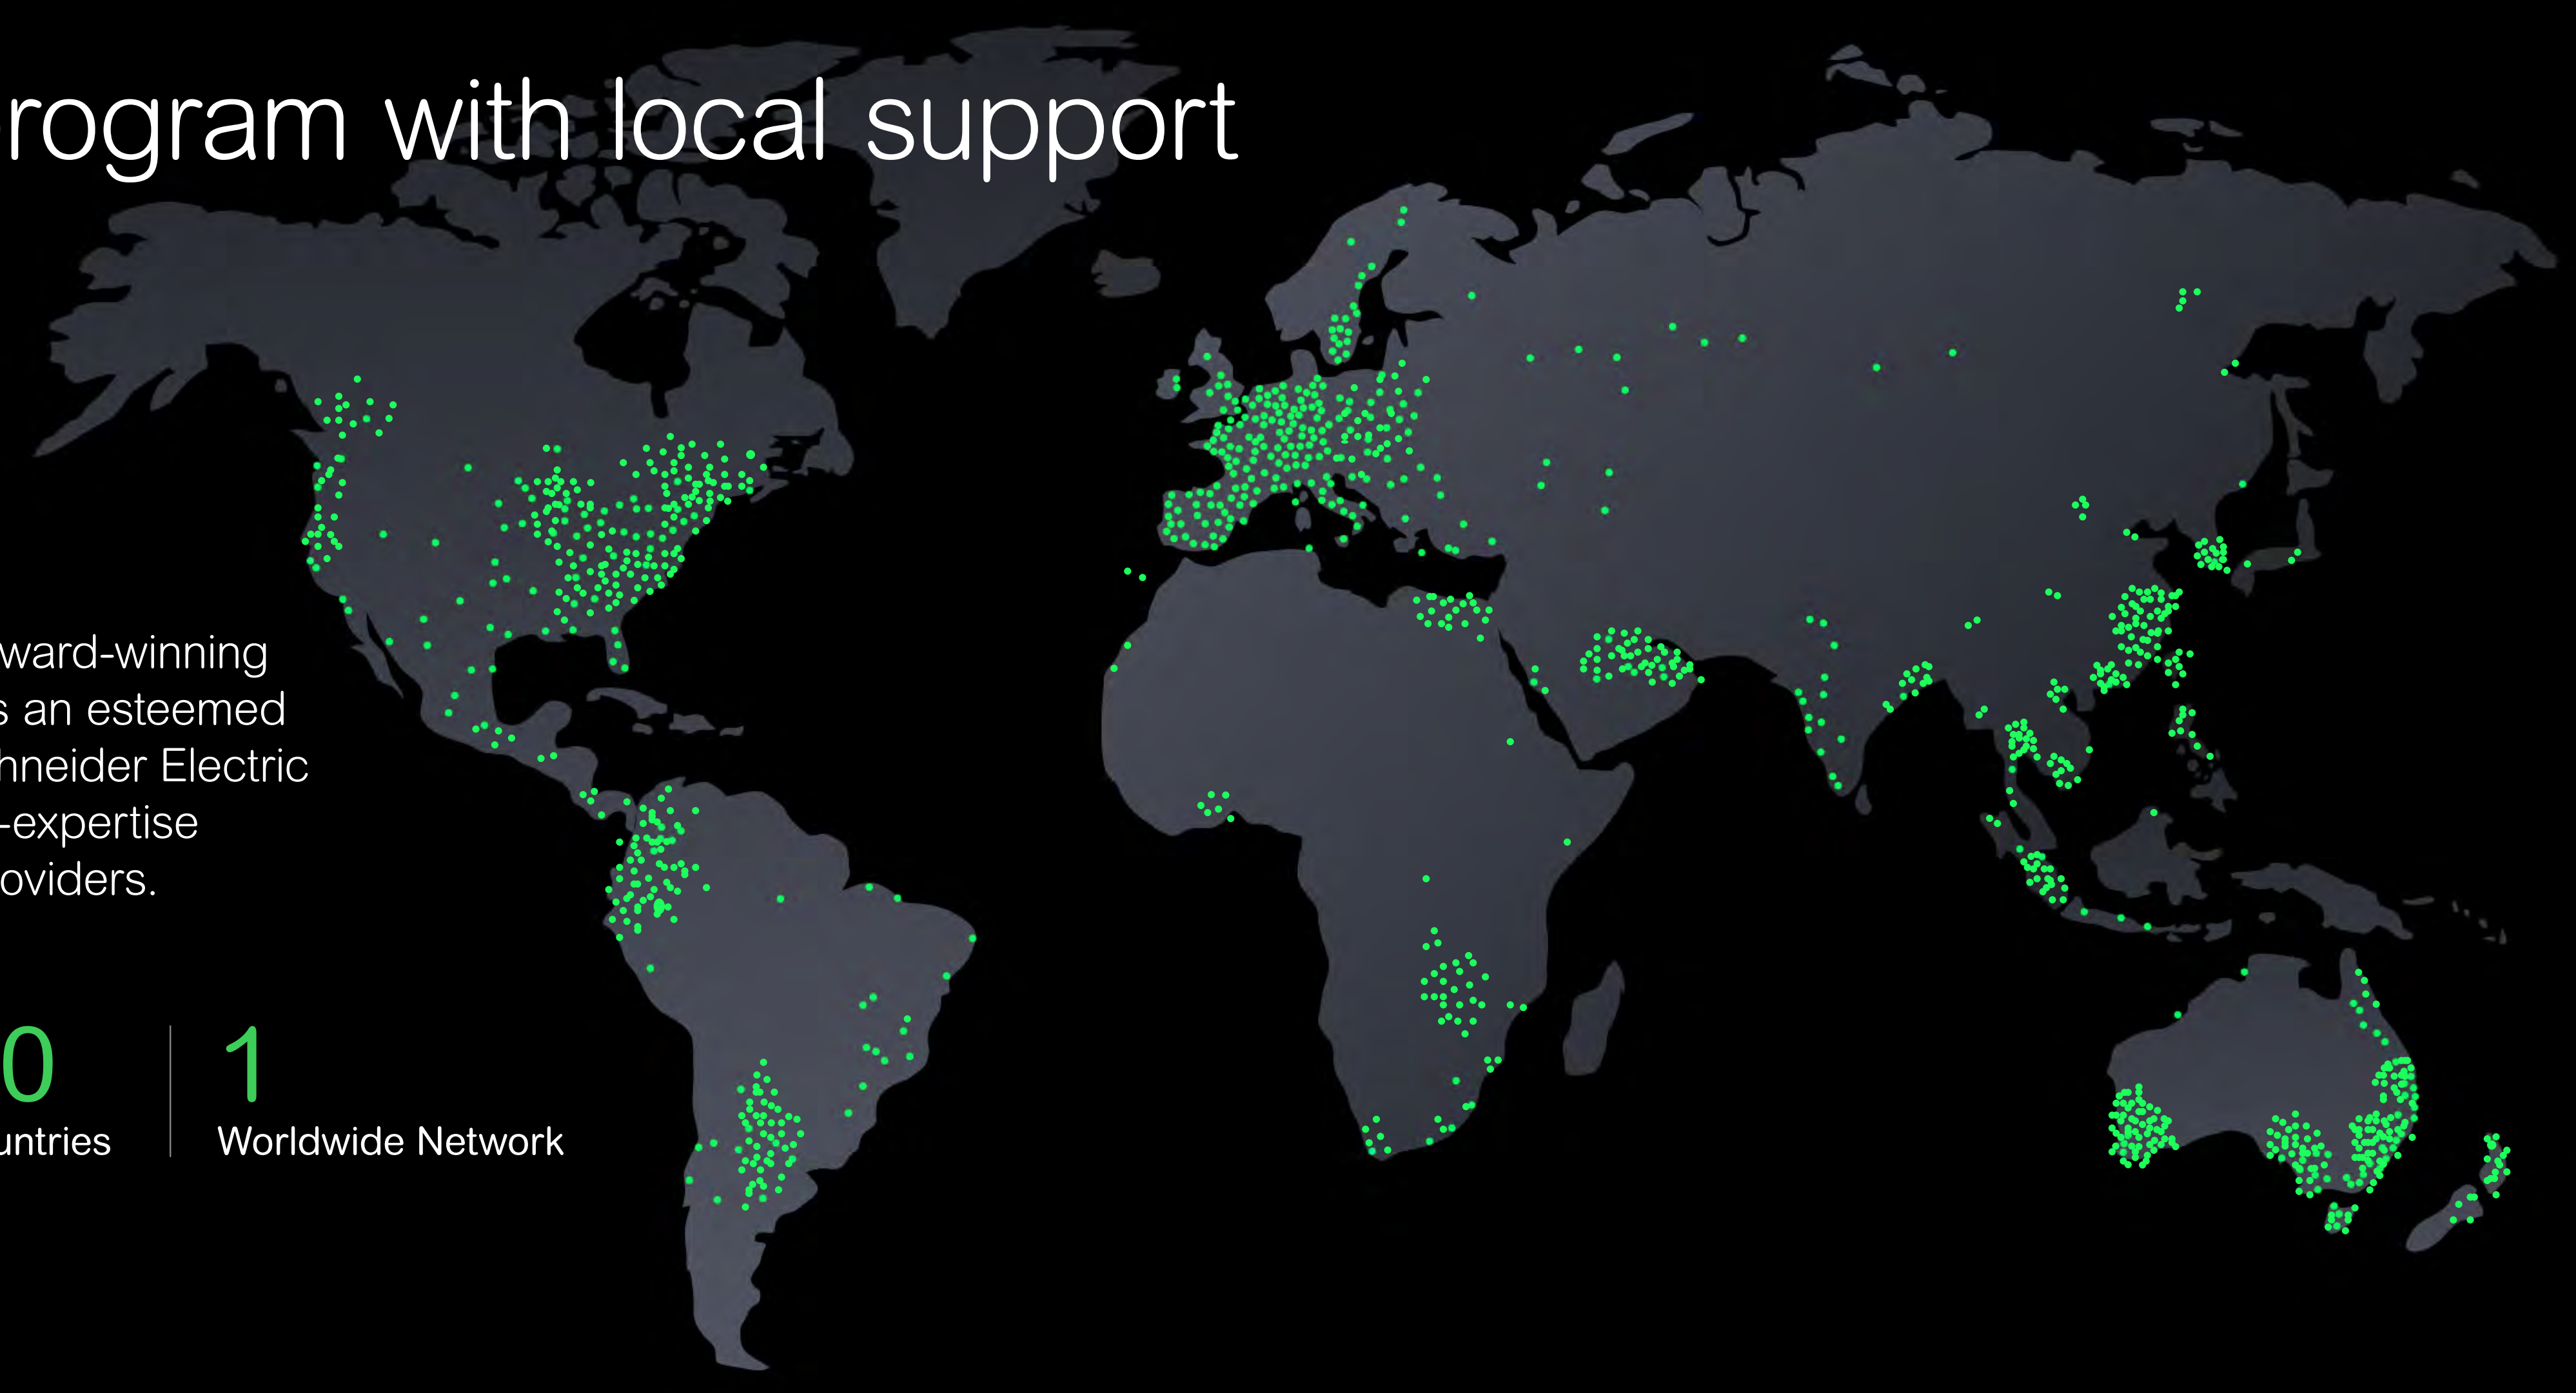 rogram with local support
ward-winning
s an esteemed
hneider Electric
-expertise
oviders.
0
untries
1
Worldwide Network